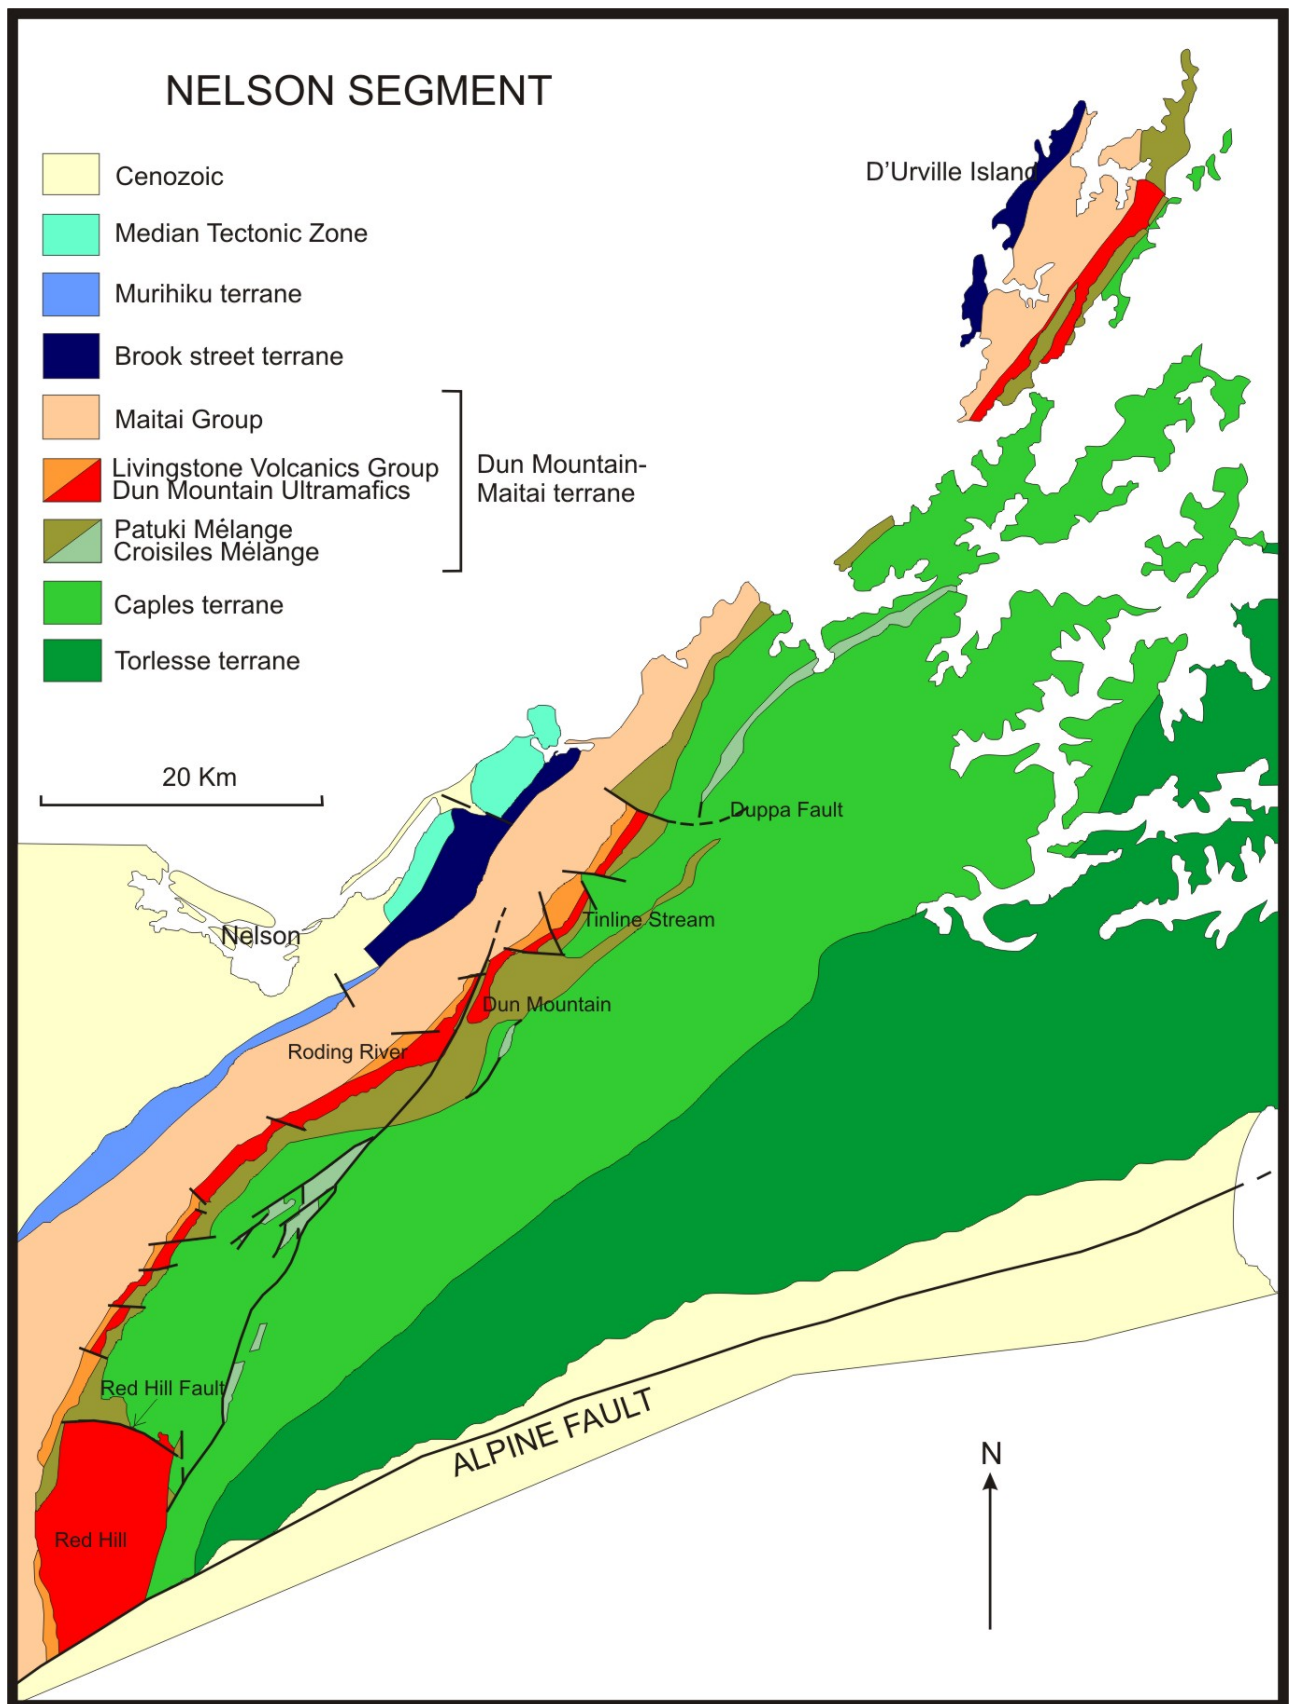 NELSON SEGMENT
Cenozoic
Median Tectonic Zone
Murihiku terrane
Brook street terrane
Maitai Group
Livingstone Volcanics Group
Dun Mountain Ultramafics
Patuki Mélange
Croisiles Mélange
Caples terrane
Torlesse terrane
Dun Mountain-
Maitai terrane
20 Km
D'Urville Island
Duppa Fault
Tinline Stream
Nelson
Dun Mountain
Roding River
Red Hill Fault
Red Hill
ALPINE FAULT
N